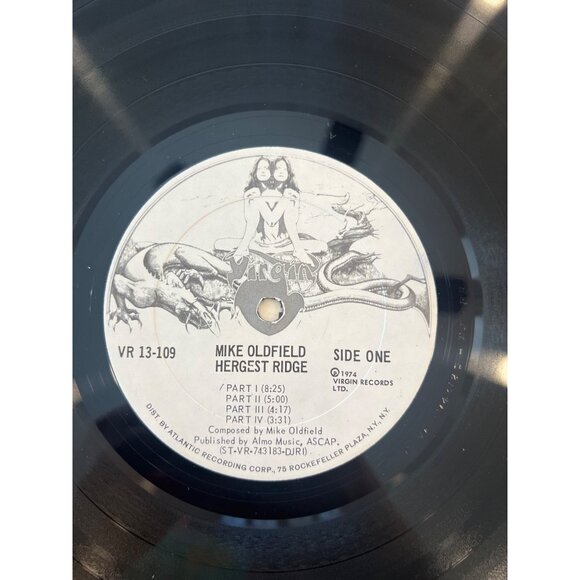 Virgin
VR 13-109
MIKE OLDFIELD
HERGEST RIDGE
SIDE ONE
℗ 1974
VIRGIN RECORDS
LTD.
PART I (8:25)
PART II (5:00)
PART III (4:17)
PART IV (3:31)
Composed by Mike Oldfield
Published by Almo Music, ASCAP.
(ST-VR-743183-DJRI)
DIST. BY ATLANTIC RECORDING CORP., 75 ROCKEFELLER PLAZA, N.Y., N.Y.